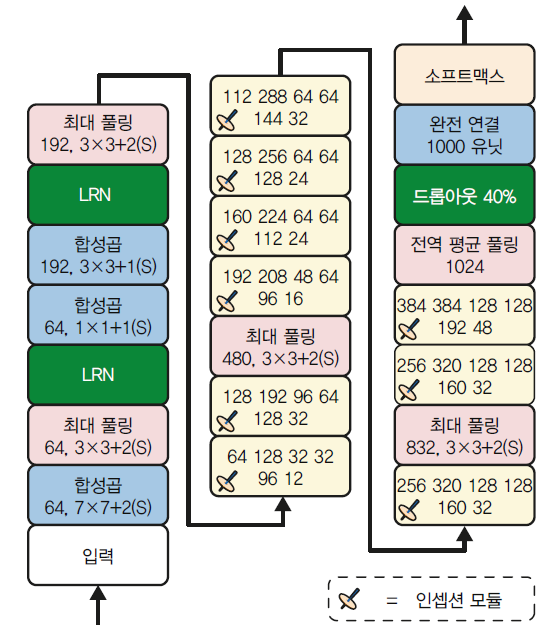 최대 풀링
192, 3×3+2(S)
LRN
합성곱
192, 3×3+1(S)
합성곱
64, 1×1+1(S)
LRN
최대 풀링
64, 3×3+2(S)
합성곱
64, 7×7+2(S)
입력
112 288 64 64
144 32
128 256 64 64
128 24
160 224 64 64
112 24
192 208 48 64
96 16
최대 풀링
480, 3×3+2(S)
128 192 96 64
128 32
64 128 32 32
96 12
소프트맥스
완전 연결
1000 유닛
드롭아웃 40%
전역 평균 풀링
1024
384 384 128 128
192 48
256 320 128 128
160 32
최대 풀링
832, 3×3+2(S)
256 320 128 128
160 32
= 인셉션 모듈